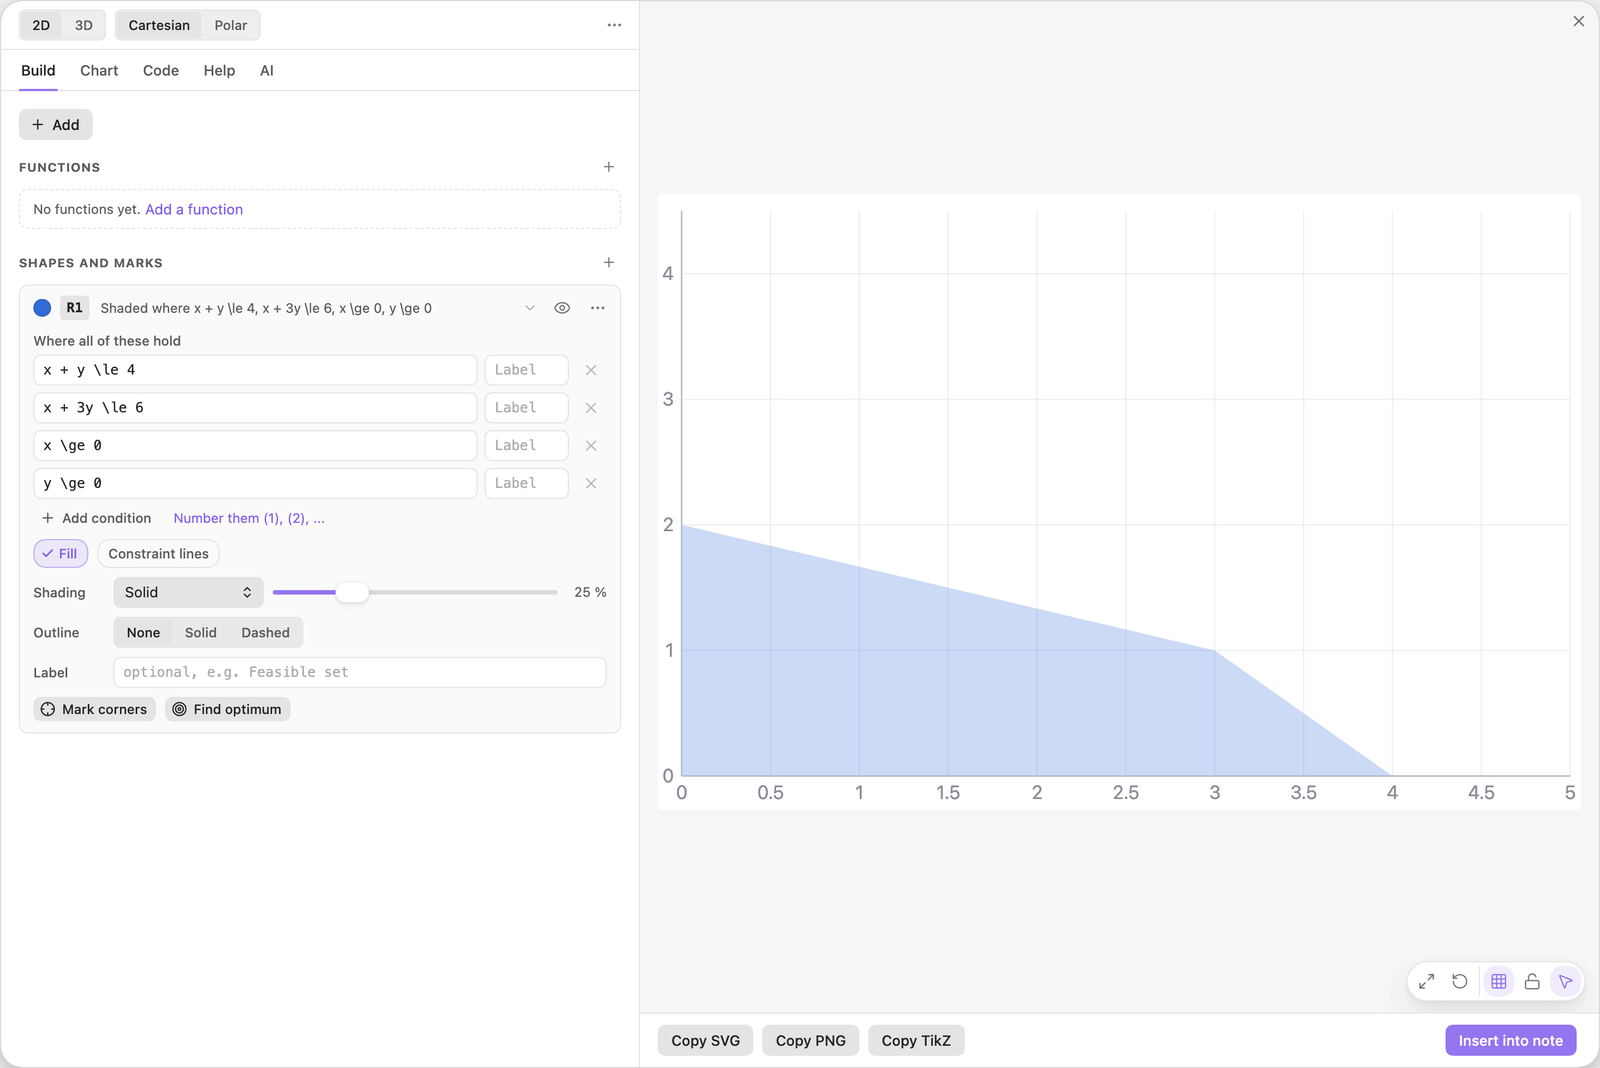 2D 3D Cartesian Polar
Build Chart Code Help AI
+ Add
FUNCTIONS
No functions yet. Add a function
SHAPES AND MARKS
R1 Shaded where x + y \le 4, x + 3y \le 6, x \ge 0, y \ge 0
Where all of these hold
x + y \le 4 Label
x + 3y \le 6 Label
x \ge 0 Label
y \ge 0 Label
+ Add condition Number them (1), (2), ...
Fill Constraint lines
Shading Solid 25 %
Outline None Solid Dashed
Label optional, e.g. Feasible set
Mark corners Find optimum
4
3
2
1
0
0 0.5 1 1.5 2 2.5 3 3.5 4 4.5 5
Copy SVG Copy PNG Copy TikZ Insert into note